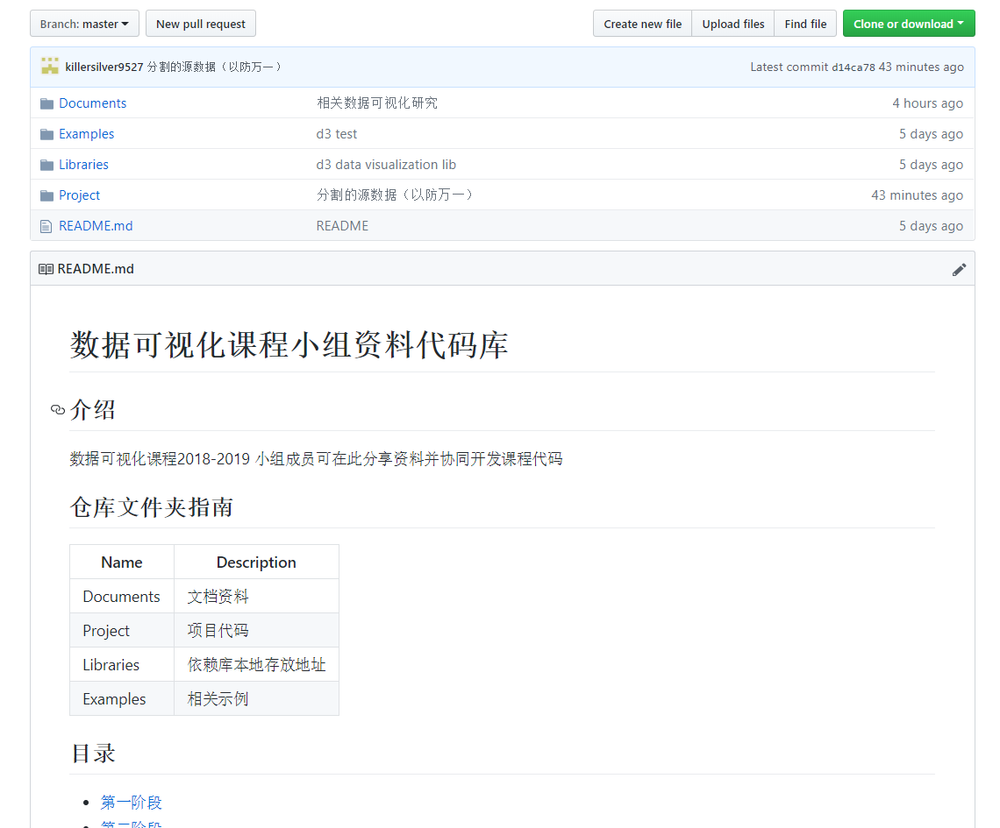 Branch: master New pull request Create new file Upload files Find file Clone or download
killersilver9527 分割的源数据（以防万一） Latest commit d14ca78 43 minutes ago
Documents 相关数据可视化研究 4 hours ago
Examples d3 test 5 days ago
Libraries d3 data visualization lib 5 days ago
Project 分割的源数据（以防万一） 43 minutes ago
README.md README 5 days ago
README.md
数据可视化课程小组资料代码库
介绍
数据可视化课程2018-2019 小组成员可在此分享资料并协同开发课程代码
仓库文件夹指南
Name Description
Documents 文档资料
Project 项目代码
Libraries 依赖库本地存放地址
Examples 相关示例
目录
第一阶段
第二阶段